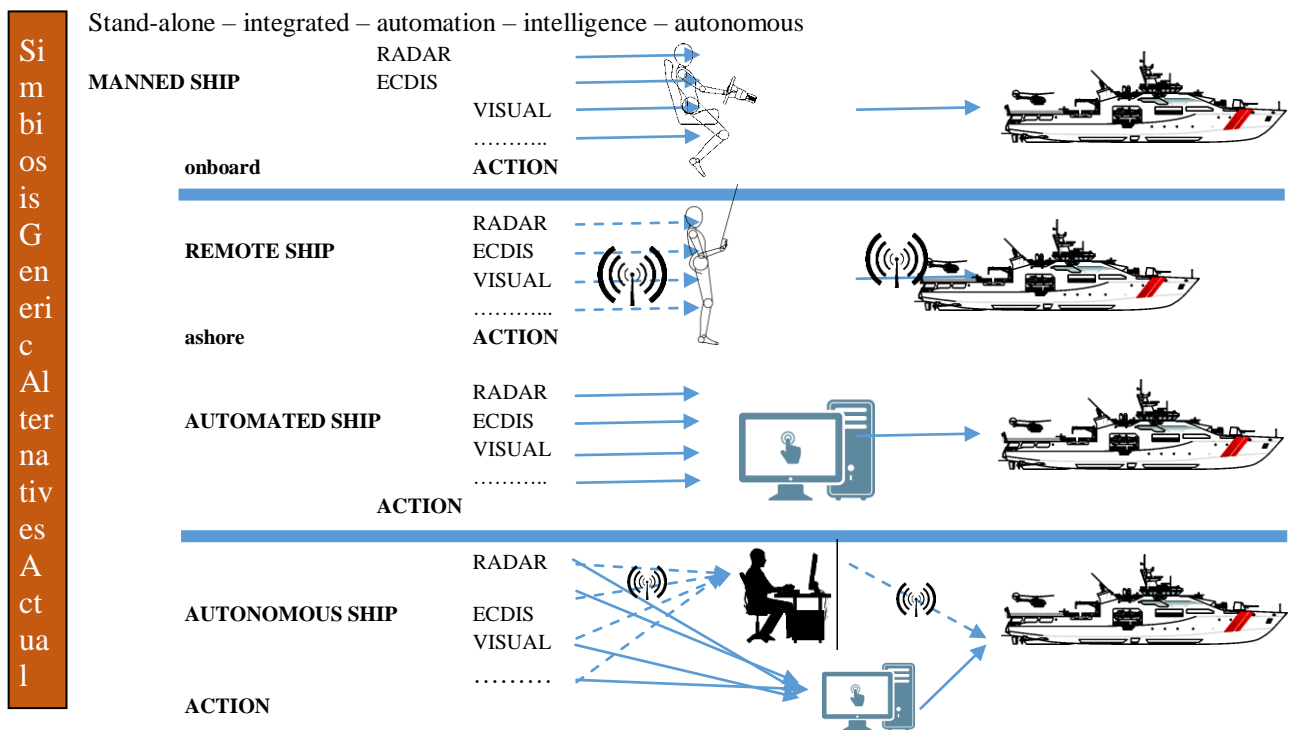 Stand-alone – integrated – automation – intelligence – autonomous
Si
m
bi
os
is
G
en
eri
c
Al
ter
na
tiv
es
A
ct
ua
l
RADAR
MANNED SHIP ECDIS
VISUAL
………..
onboard ACTION
RADAR
REMOTE SHIP ECDIS
VISUAL
………...
ashore ACTION
RADAR
AUTOMATED SHIP ECDIS
VISUAL
………..
ACTION
RADAR
AUTONOMOUS SHIP ECDIS
VISUAL
………
ACTION